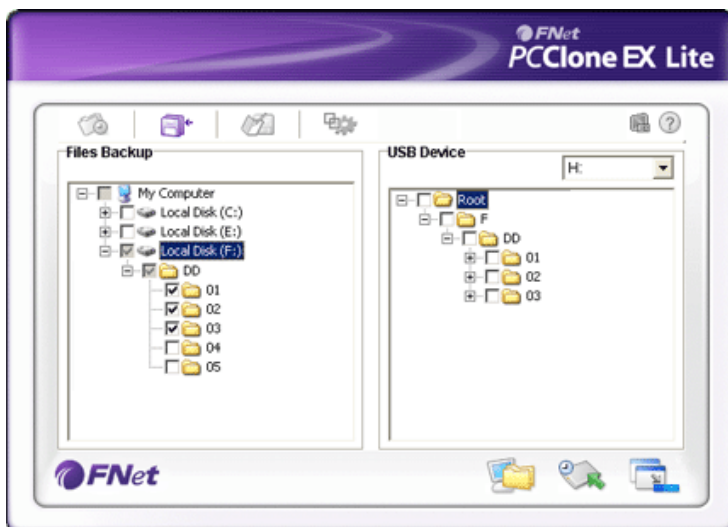 FNet
PCClone EX Lite
Files Backup
My Computer
Local Disk (C:)
Local Disk (E:)
Local Disk (F:)
DD
01
02
03
04
05
USB Device
H:
Root
F
DD
01
02
03
FNet